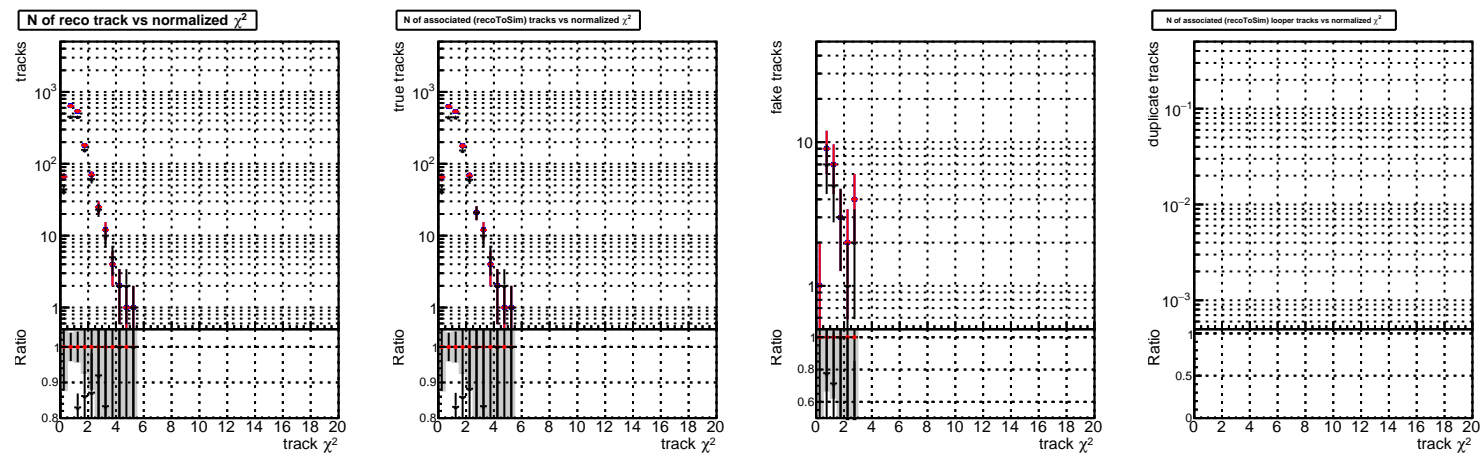 N of reco track vs normalized χ²
tracks
10³
10²
10
1
Ratio
1
0.9
0.8
0 2 4 6 8 10 12 14 16 18 20
track χ²
N of associated (recoToSim) tracks vs normalized χ²
true tracks
10³
10²
10
1
Ratio
1
0.9
0.8
0 2 4 6 8 10 12 14 16 18 20
track χ²
fake tracks
10
1
Ratio
1
0.8
0.6
0 2 4 6 8 10 12 14 16 18 20
track χ²
N of associated (recoToSim) looper tracks vs normalized χ²
duplicate tracks
10⁻¹
10⁻²
10⁻³
Ratio
1
0.5
0
0 2 4 6 8 10 12 14 16 18 20
track χ²